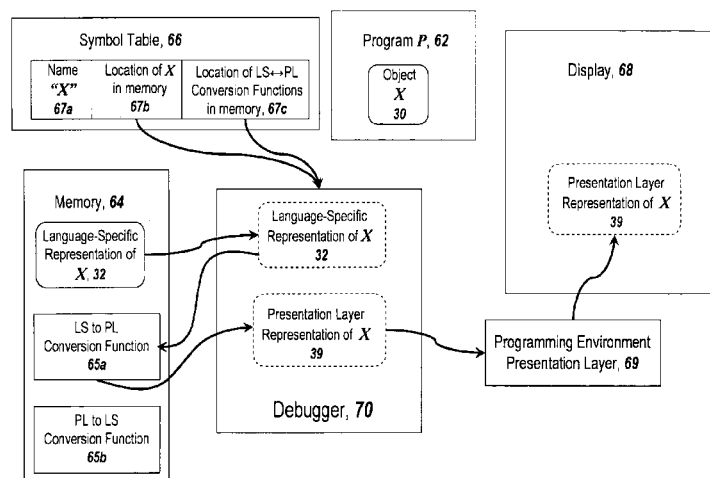 Symbol Table, 66
Name
"X"
67a
Location of X
in memory
67b
Location of LS↔PL
Conversion Functions
in memory, 67c
Program P, 62
Object
X
30
Display, 68
Presentation Layer
Representation of X
39
Memory, 64
Language-Specific
Representation of
X, 32
LS to PL
Conversion Function
65a
PL to LS
Conversion Function
65b
Language-Specific
Representation of X
32
Presentation Layer
Representation of X
39
Debugger, 70
Programming Environment
Presentation Layer, 69